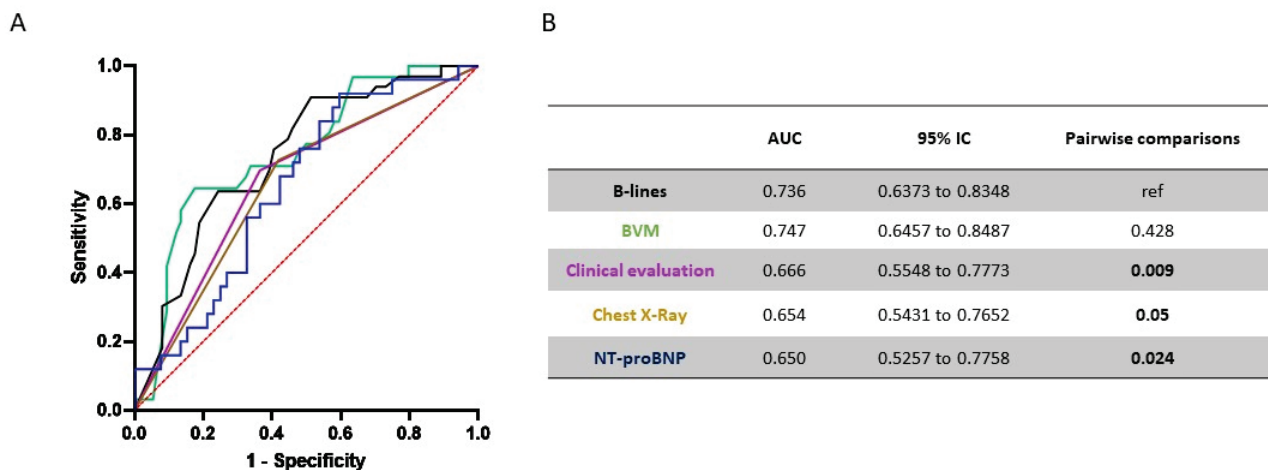 A
B
1.0
0.8
0.6
0.4
0.2
0.0
Sensitivity
0.0 0.2 0.4 0.6 0.8 1.0
1 - Specificity
AUC 95% IC Pairwise comparisons
B-lines 0.736 0.6373 to 0.8348 ref
BVM 0.747 0.6457 to 0.8487 0.428
Clinical evaluation 0.666 0.5548 to 0.7773 0.009
Chest X-Ray 0.654 0.5431 to 0.7652 0.05
NT-proBNP 0.650 0.5257 to 0.7758 0.024